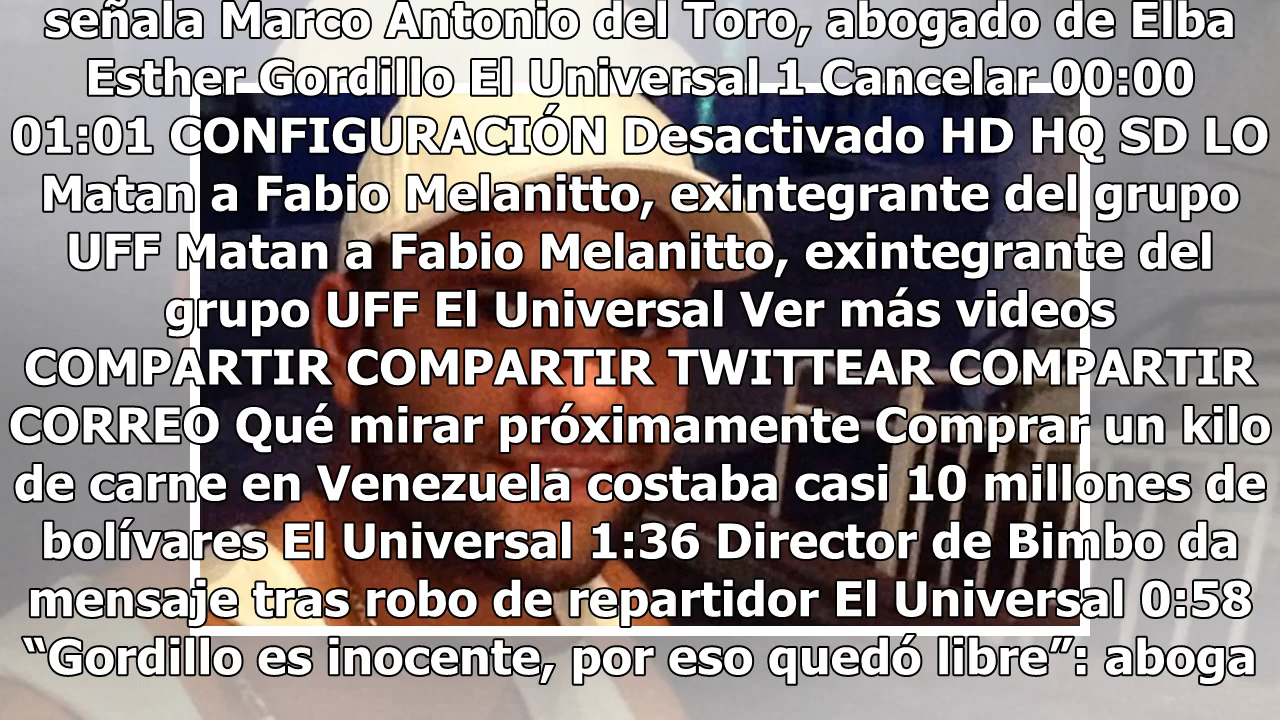 señala Marco Antonio del Toro, abogado de Elba
Esther Gordillo El Universal 1 Cancelar 00:00
01:01 CONFIGURACIÓN Desactivado HD HQ SD LO
Matan a Fabio Melanitto, exintegrante del grupo
UFF Matan a Fabio Melanitto, exintegrante del
grupo UFF El Universal Ver más videos
COMPARTIR COMPARTIR TWITTEAR COMPARTIR
CORREO Qué mirar próximamente Comprar un kilo
de carne en Venezuela costaba casi 10 millones de
bolívares El Universal 1:36 Director de Bimbo da
mensaje tras robo de repartidor El Universal 0:58
“Gordillo es inocente, por eso quedó libre”: aboga